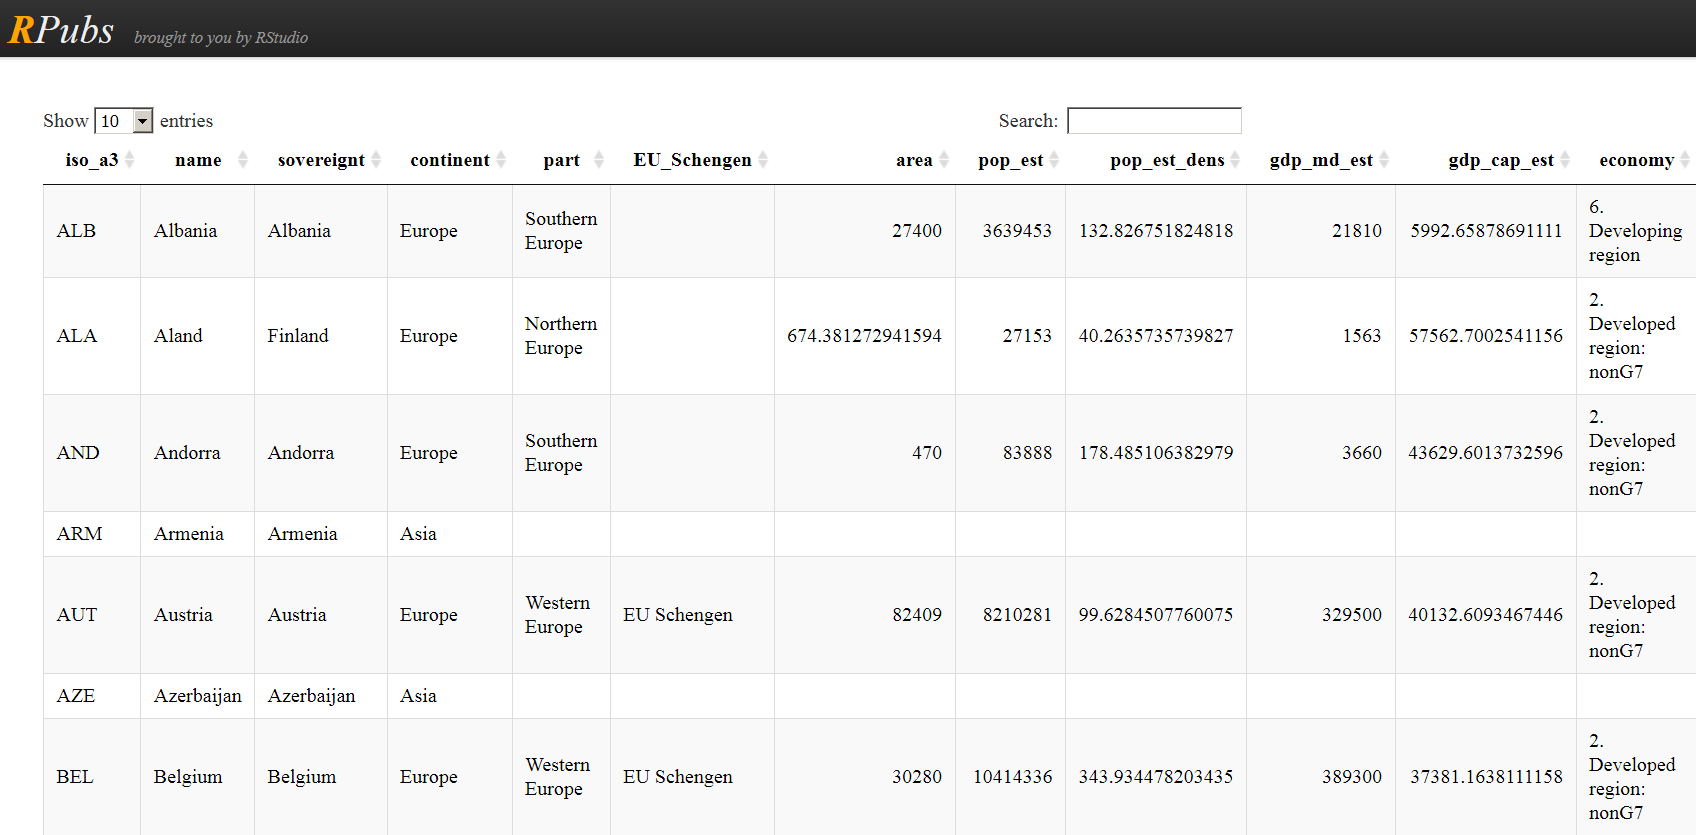 RPubs brought to you by RStudio
Show 10 entries Search:
iso_a3 name sovereignt continent part EU_Schengen area pop_est pop_est_dens gdp_md_est gdp_cap_est economy
ALB Albania Albania Europe Southern Europe 27400 3639453 132.826751824818 21810 5992.65878691111 6. Developing region
ALA Aland Finland Europe Northern Europe 674.381272941594 27153 40.2635735739827 1563 57562.7002541156 2. Developed region: nonG7
AND Andorra Andorra Europe Southern Europe 470 83888 178.485106382979 3660 43629.6013732596 2. Developed region: nonG7
ARM Armenia Armenia Asia
AUT Austria Austria Europe Western Europe EU Schengen 82409 8210281 99.6284507760075 329500 40132.6093467446 2. Developed region: nonG7
AZE Azerbaijan Azerbaijan Asia
BEL Belgium Belgium Europe Western Europe EU Schengen 30280 10414336 343.934478203435 389300 37381.1638111158 2. Developed region: nonG7